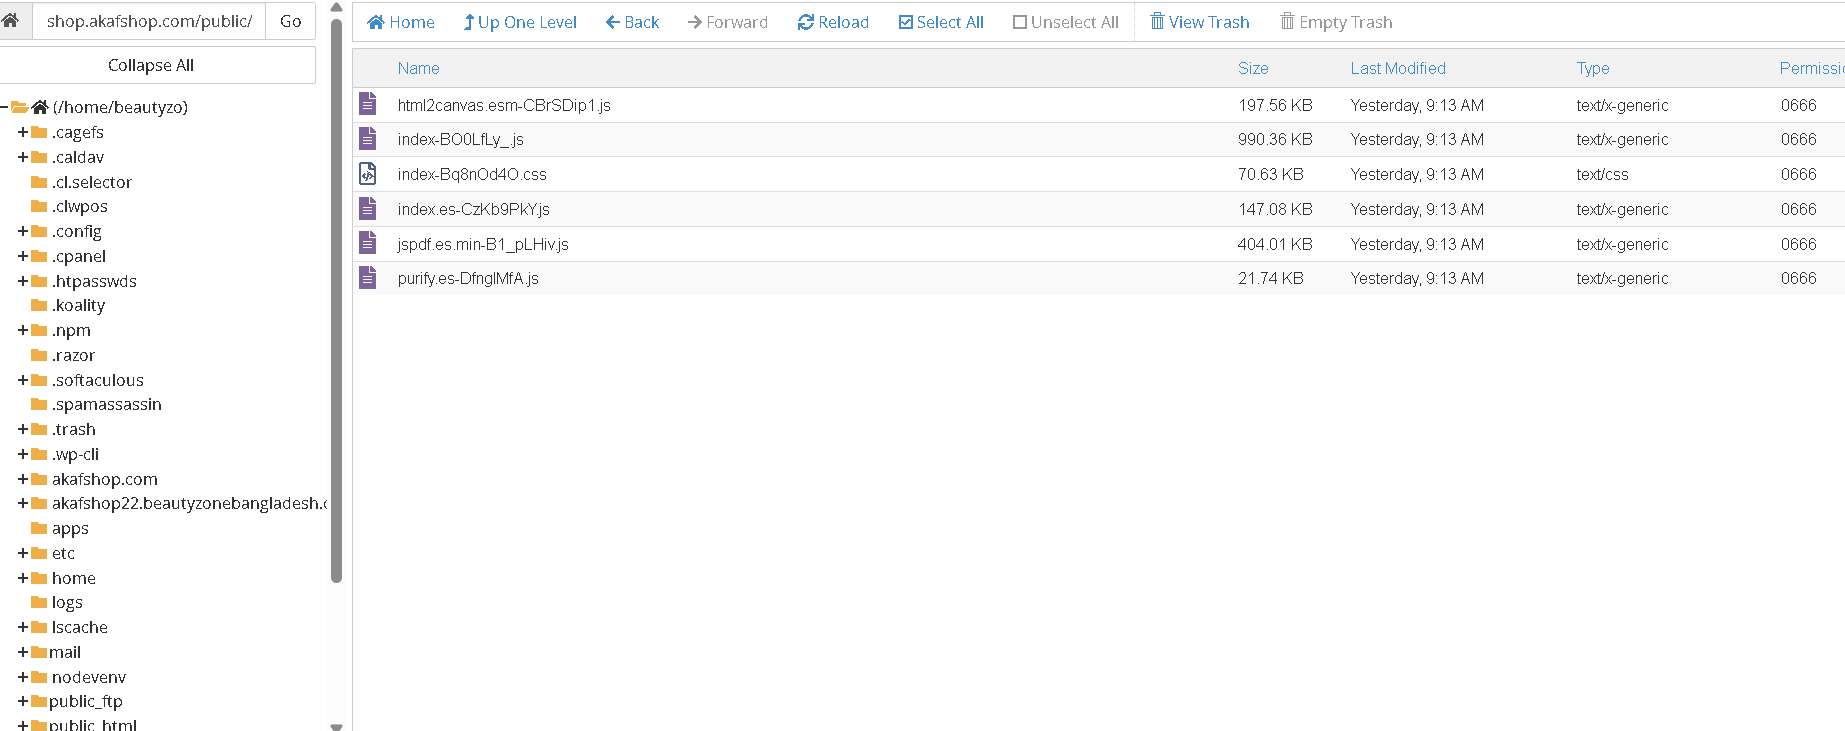 shop.akafshop.com/public/ Go
Collapse All
(/home/beautyzo)
.cagefs
.caldav
.cl.selector
.clwpos
.config
.cpanel
.htpasswds
.koality
.npm
.razor
.softaculous
.spamassassin
.trash
.wp-cli
akafshop.com
akafshop22.beautyzonebangladesh.c
apps
etc
home
logs
lscache
mail
nodevenv
public_ftp
public_html
Home Up One Level Back Forward Reload Select All Unselect All View Trash Empty Trash
Name Size Last Modified Type Permissio
html2canvas.esm-CBrSDip1.js 197.56 KB Yesterday, 9:13 AM text/x-generic 0666
index-BO0LfLy_.js 990.36 KB Yesterday, 9:13 AM text/x-generic 0666
index-Bq8nOd4O.css 70.63 KB Yesterday, 9:13 AM text/css 0666
index.es-CzKb9PkY.js 147.08 KB Yesterday, 9:13 AM text/x-generic 0666
jspdf.es.min-B1_pLHiv.js 404.01 KB Yesterday, 9:13 AM text/x-generic 0666
purify.es-DfnglMfA.js 21.74 KB Yesterday, 9:13 AM text/x-generic 0666